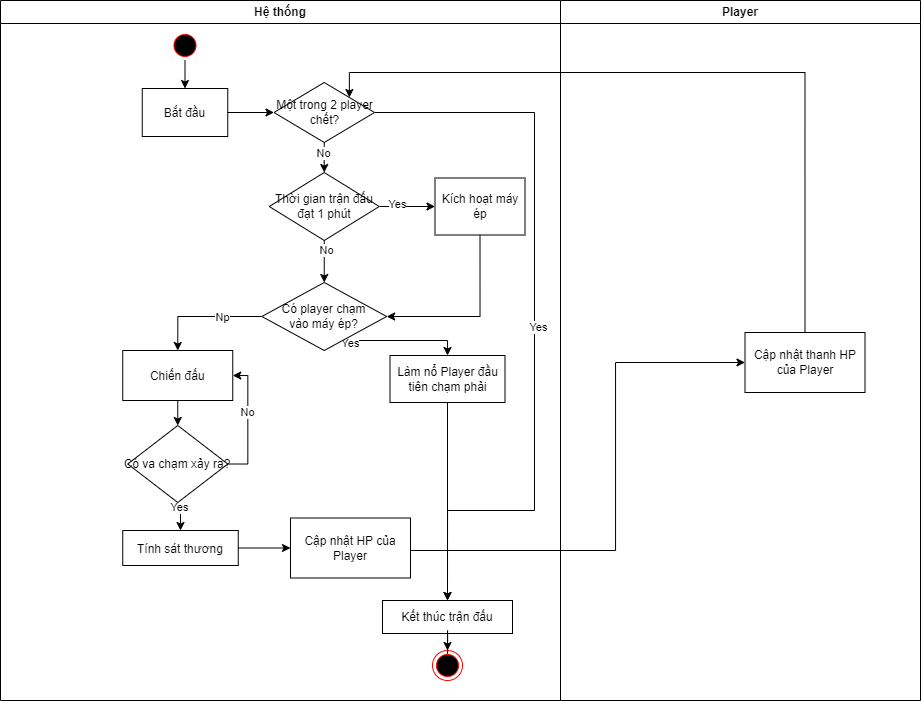 Hệ thống
Player
Bắt đầu
Một trong 2 player
chết?
No
Thời gian trận đấu
đạt 1 phút
Yes
Kích hoạt máy
ép
No
Có player chạm
vào máy ép?
Np
Yes
Yes
Chiến đấu
Làm nổ Player đầu
tiên chạm phải
Cập nhật thanh HP
của Player
No
Có va chạm xảy ra?
Yes
Tính sát thương
Cập nhật HP của
Player
Kết thúc trận đấu